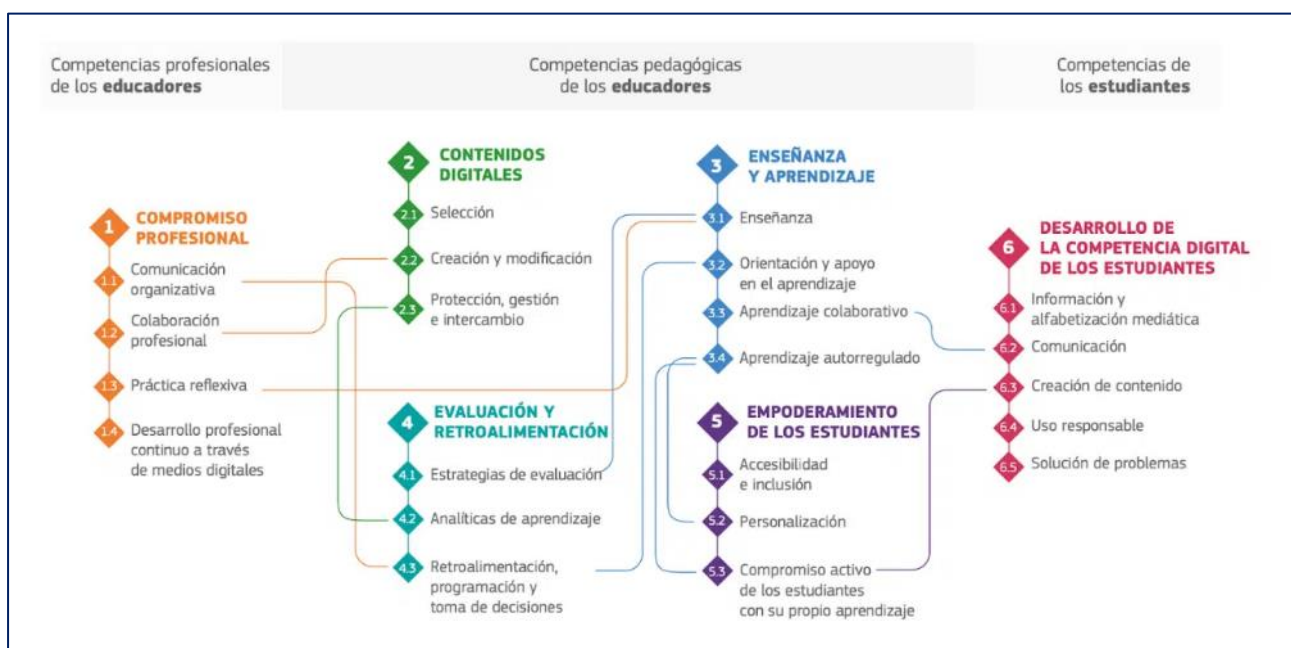 Competencias profesionales
de los educadores
Competencias pedagógicas
de los educadores
Competencias de
los estudiantes
1
COMPROMISO
PROFESIONAL
1.1
Comunicación
organizativa
1.2
Colaboración
profesional
1.3
Práctica reflexiva
1.4
Desarrollo profesional
continuo a través
de medios digitales
2
CONTENIDOS
DIGITALES
2.1
Selección
2.2
Creación y modificación
2.3
Protección, gestión
e intercambio
3
ENSEÑANZA
Y APRENDIZAJE
3.1
Enseñanza
3.2
Orientación y apoyo
en el aprendizaje
3.3
Aprendizaje colaborativo
3.4
Aprendizaje autorregulado
4
EVALUACIÓN Y
RETROALIMENTACIÓN
4.1
Estrategias de evaluación
4.2
Analíticas de aprendizaje
4.3
Retroalimentación,
programación y
toma de decisiones
5
EMPODERAMIENTO
DE LOS ESTUDIANTES
5.1
Accesibilidad
e inclusión
5.2
Personalización
5.3
Compromiso activo
de los estudiantes
con su propio aprendizaje
6
DESARROLLO DE
LA COMPETENCIA DIGITAL
DE LOS ESTUDIANTES
6.1
Información y
alfabetización mediática
6.2
Comunicación
6.3
Creación de contenido
6.4
Uso responsable
6.5
Solución de problemas